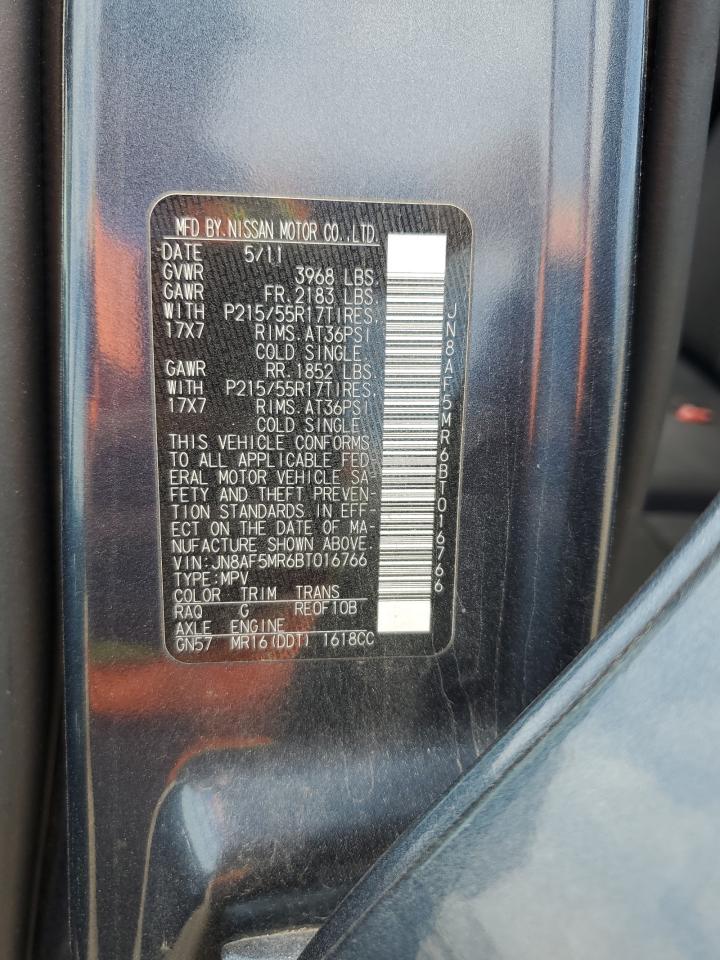 MFD BY.NISSAN MOTOR CO.,LTD.
DATE 5/11
GVWR 3968 LBS.
GAWR FR.2183 LBS.
WITH P215/55R17TIRES,
17X7 RIMS.AT36PSI
COLD SINGLE.
GAWR RR.1852 LBS.
WITH P215/55R17TIRES,
17X7 RIMS.AT36PSI
COLD SINGLE
THIS VEHICLE CONFORMS
TO ALL APPLICABLE FED
ERAL MOTOR VEHICLE SA-
FETY AND THEFT PREVEN-
TION STANDARDS IN EFF-
ECT ON THE DATE OF MA-
NUFACTURE SHOWN ABOVE.
VIN:JN8AF5MR6BT016766
TYPE:MPV
COLOR TRIM TRANS
RAQ G RE0F10B
AXLE ENGINE
GN57 MR16(DDT) 1618CC
JN8AF5MR6BT016766